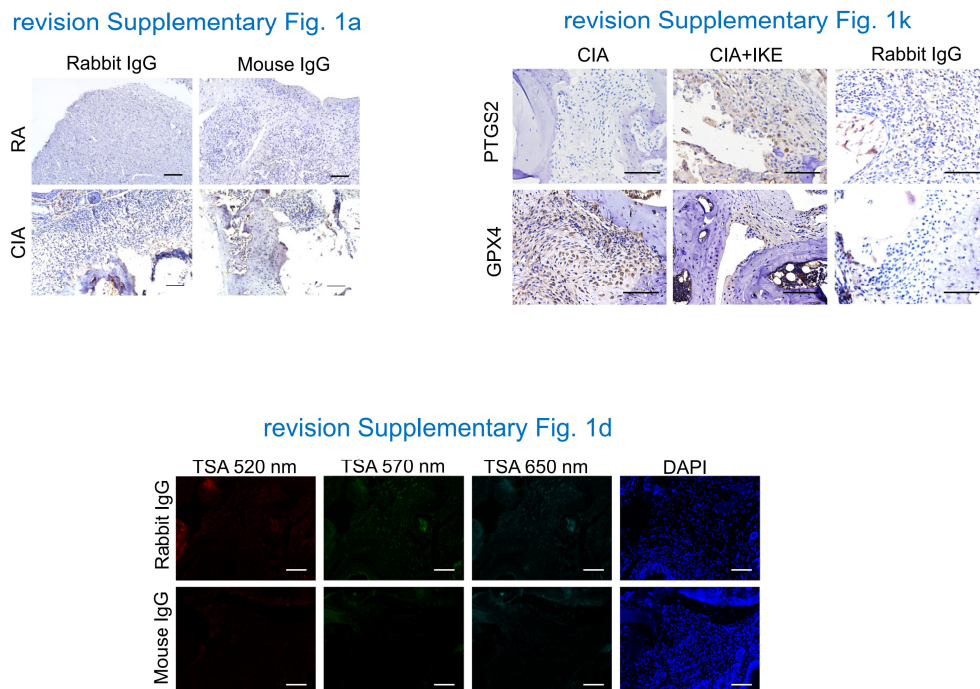 revision Supplementary Fig. 1a
Rabbit IgG Mouse IgG
RA
CIA
revision Supplementary Fig. 1k
CIA CIA+IKE Rabbit IgG
PTGS2
GPX4
revision Supplementary Fig. 1d
TSA 520 nm TSA 570 nm TSA 650 nm DAPI
Rabbit IgG
Mouse IgG